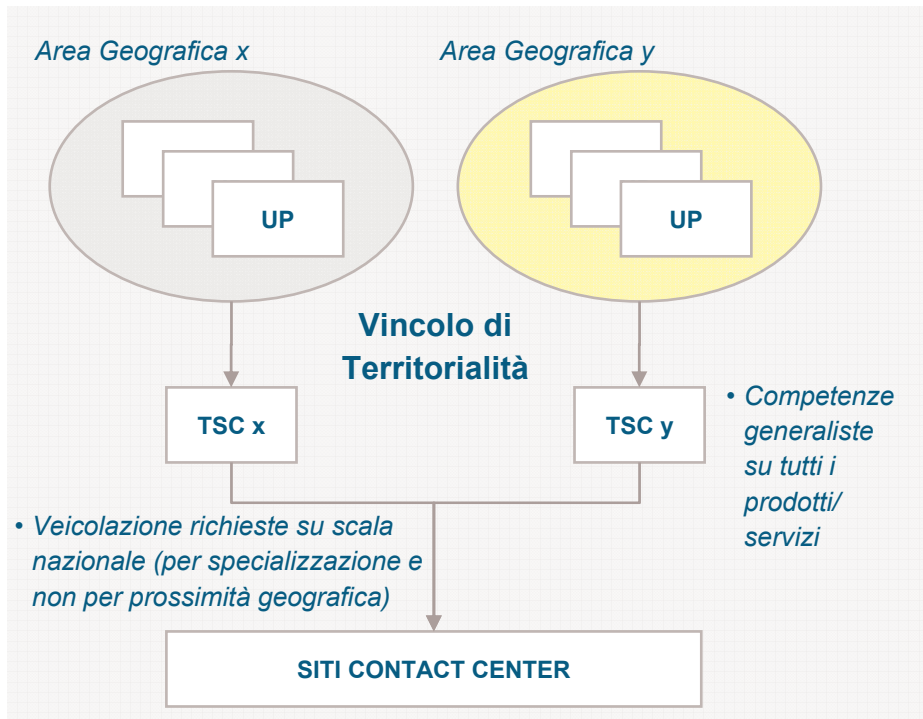 Area Geografica x
Area Geografica y
UP
UP
Vincolo di
Territorialità
TSC x
TSC y
• Competenze
generaliste
su tutti i
prodotti/
servizi
• Veicolazione richieste su scala
nazionale (per specializzazione e
non per prossimità geografica)
SITI CONTACT CENTER